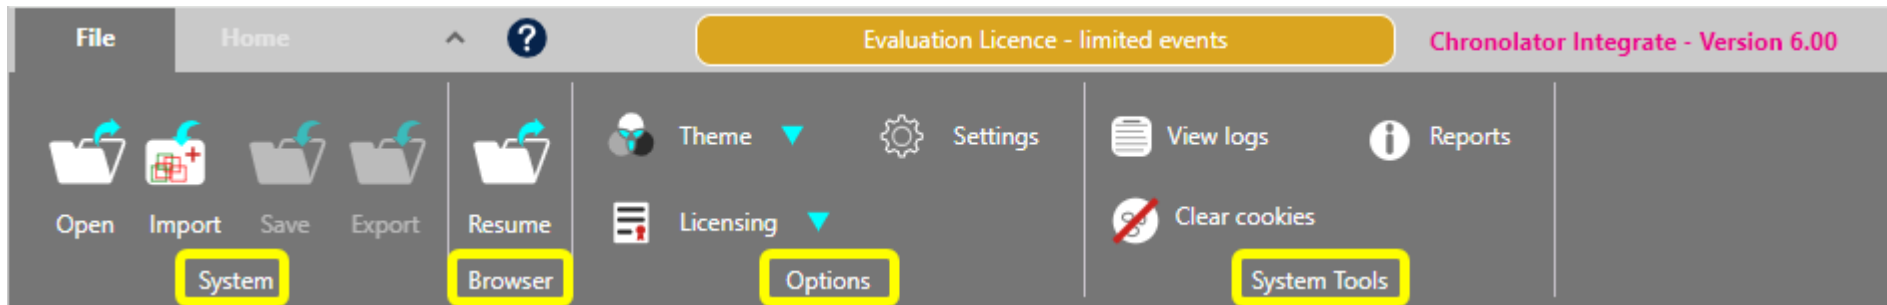 File
Home
?
Evaluation Licence - limited events
Chronolator Integrate - Version 6.00
Open
Import
Save
Export
System
Resume
Browser
Theme
Settings
Licensing
Options
View logs
Reports
Clear cookies
System Tools